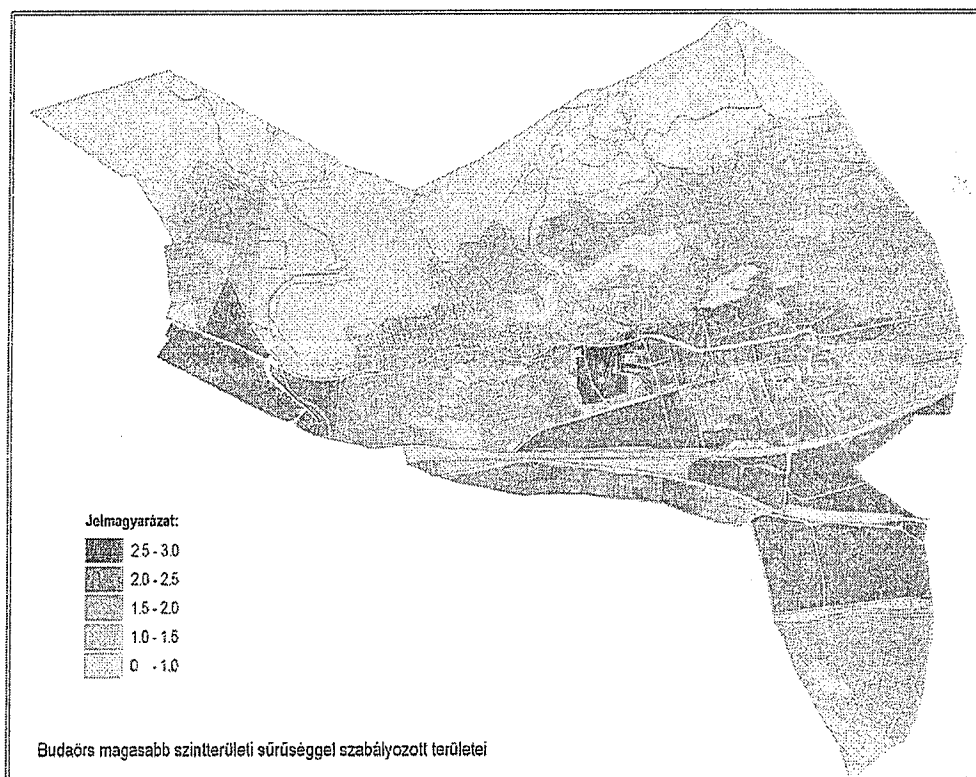 Jelmagyarázat:
2.5 - 3.0
2.0 - 2.5
1.5 - 2.0
1.0 - 1.5
0 - 1.0
Budaörs magasabb szintterületi sűrűséggel szabályozott területei